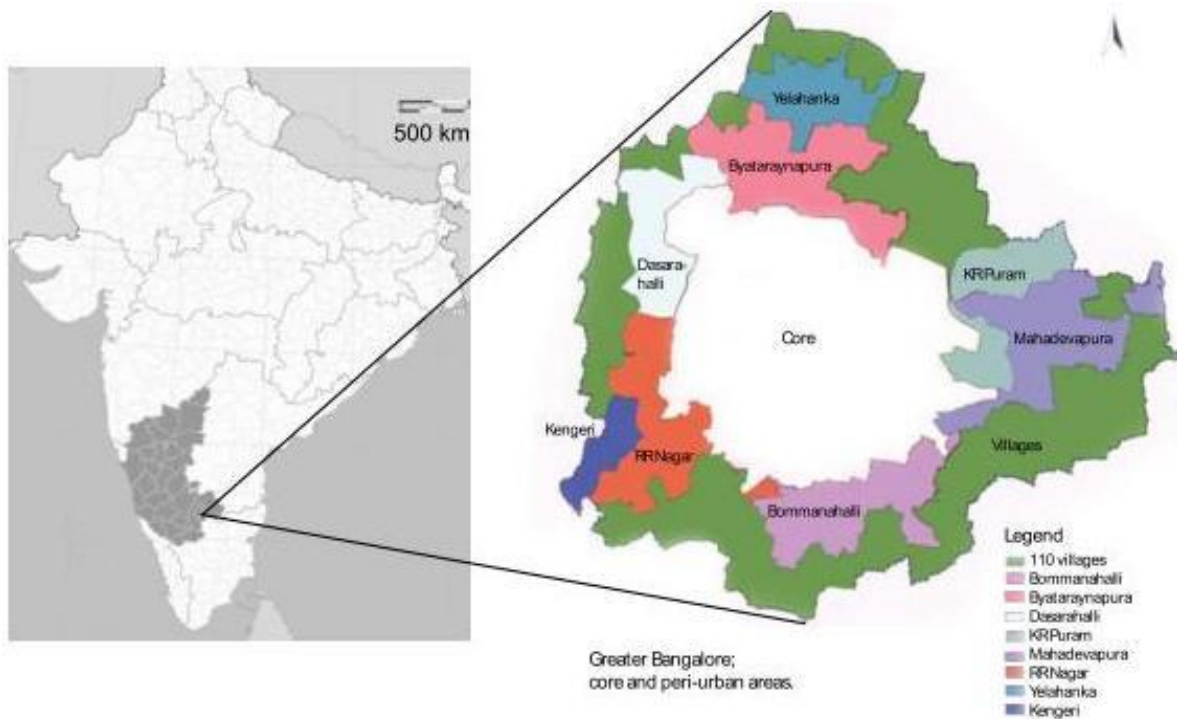 500 km
Yelahanka
Byataraynapura
Dasara-
halli
KRPuram
Core
Mahadevapura
Kengeri
RRNagar
Villages
Bommanahalli
Legend
110 villages
Bommanahalli
Byataraynapura
Dasarahalli
KRPuram
Mahadevapura
RRNagar
Yelahanka
Kengeri
Greater Bangalore;
core and peri-urban areas.